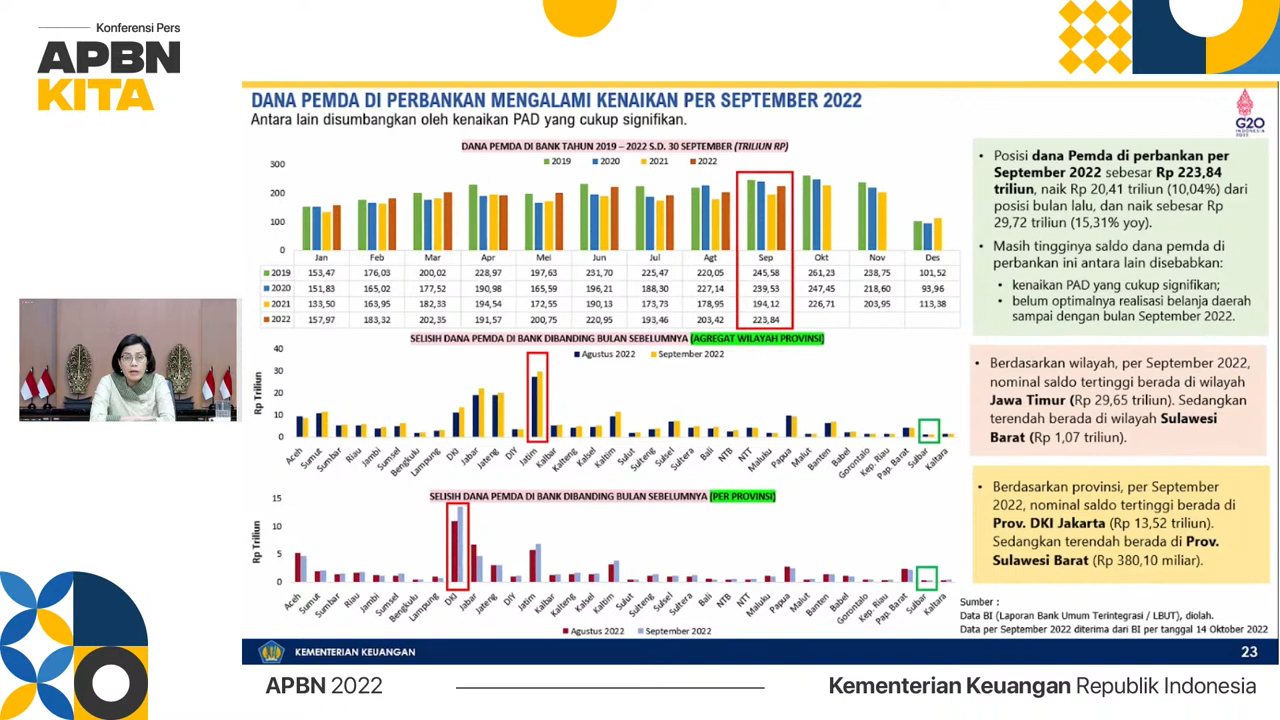 Konferensi Pers
APBN
KITA
DANA PEMDA DI PERBANKAN MENGALAMI KENAIKAN PER SEPTEMBER 2022
Antara lain disumbangkan oleh kenaikan PAD yang cukup signifikan.
G20
INDONESIA
2022
DANA PEMDA DI BANK TAHUN 2019 – 2022 S.D. 30 SEPTEMBER (TRILIUN RP)
2019 2020 2021 2022
300
200
100
0
Jan Feb Mar Apr Mei Jun Jul Agt Sep Okt Nov Des
2019 153,47 176,03 200,02 228,97 197,63 231,70 225,47 220,05 245,58 261,23 238,75 101,52
2020 151,83 165,02 177,52 190,98 165,59 196,21 188,30 227,14 239,53 247,45 218,60 93,96
2021 133,50 163,95 182,33 194,54 172,55 190,13 173,73 178,95 194,12 226,71 203,95 113,38
2022 157,97 183,32 202,35 191,57 200,75 220,95 193,46 203,42 223,84
SELISIH DANA PEMDA DI BANK DIBANDING BULAN SEBELUMNYA (AGREGAT WILAYAH PROVINSI)
Agustus 2022 September 2022
Rp Triliun
40
30
20
10
0
Aceh Sumut Sumbar Riau Jambi Sumsel Bengkulu Lampung DKI Jabar Jateng DIY Jatim Kalbar Kalteng Kalsel Kaltim Sulut Sulteng Sulsel Sultera Bali NTB NTT Maluku Papua Malut Banten Babel Gorontalo Kep. Riau Pap. Barat Sulbar Kaltara
SELISIH DANA PEMDA DI BANK DIBANDING BULAN SEBELUMNYA (PER PROVINSI)
Rp Triliun
15
10
5
0
Aceh Sumut Sumbar Riau Jambi Sumsel Bengkulu Lampung DKI Jabar Jateng DIY Jatim Kalbar Kalteng Kalsel Kaltim Sulut Sulteng Sulsel Sultera Bali NTB NTT Maluku Papua Malut Banten Babel Gorontalo Kep. Riau Pap. Barat Sulbar Kaltara
Agustus 2022 September 2022
• Posisi dana Pemda di perbankan per
September 2022 sebesar Rp 223,84
triliun, naik Rp 20,41 triliun (10,04%) dari
posisi bulan lalu, dan naik sebesar Rp
29,72 triliun (15,31% yoy).
• Masih tingginya saldo dana pemda di
perbankan ini antara lain disebabkan:
• kenaikan PAD yang cukup signifikan;
• belum optimalnya realisasi belanja daerah
sampai dengan bulan September 2022.
• Berdasarkan wilayah, per September 2022,
nominal saldo tertinggi berada di wilayah
Jawa Timur (Rp 29,65 triliun). Sedangkan
terendah berada di wilayah Sulawesi
Barat (Rp 1,07 triliun).
• Berdasarkan provinsi, per September
2022, nominal saldo tertinggi berada di
Prov. DKI Jakarta (Rp 13,52 triliun).
Sedangkan terendah berada di Prov.
Sulawesi Barat (Rp 380,10 miliar).
Sumber :
Data BI (Laporan Bank Umum Terintegrasi / LBUT), diolah.
Data per September 2022 diterima dari BI per tanggal 14 Oktober 2022
KEMENTERIAN KEUANGAN
23
APBN 2022
Kementerian Keuangan Republik Indonesia